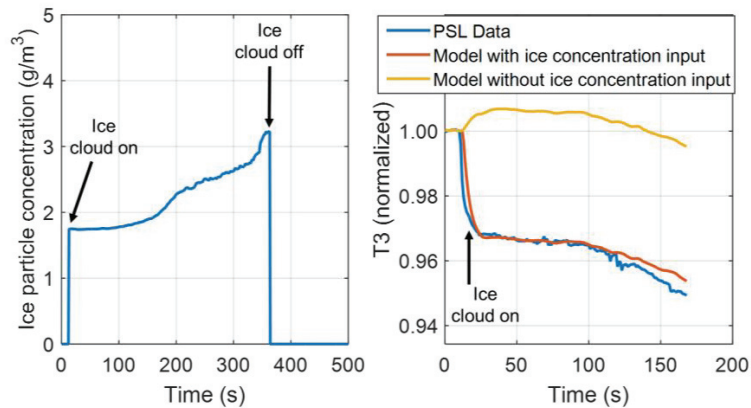 Ice particle concentration (g/m³)
5
4
3
2
1
0
Ice
cloud on
Ice
cloud off
0 100 200 300 400 500
Time (s)
PSL Data
Model with ice concentration input
Model without ice concentration input
T3 (normalized)
1.00
0.98
0.96
0.94
Ice
cloud on
0 50 100 150 200
Time (s)